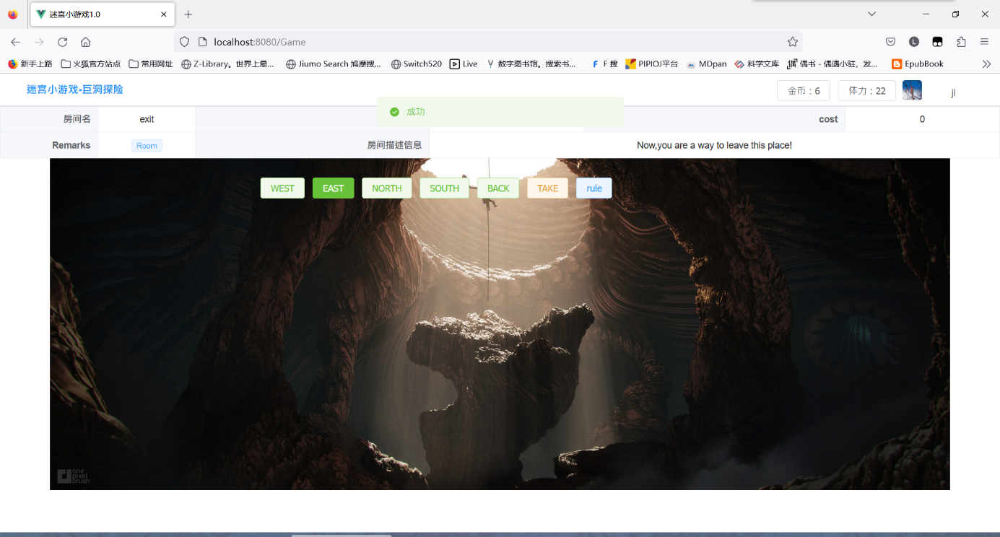 迷宫小游戏1.0
localhost:8080/Game
新手上路 火狐官方站点 常用网址 Z-Library。世界上最... Jiumo Search 鸠摩搜... Switch520 Live 数字图书馆。搜索书... F 搜 PIPIOJ平台 MDpan 科学文库 偶书 - 偶遇小驻，发... EpubBook
迷宫小游戏-巨洞探险 金币：6 体力：22 jl
成功
房间名 exit cost 0
Remarks Room 房间描述信息 Now,you are a way to leave this place!
WEST EAST NORTH SOUTH BACK TAKE rule
one
pixel
brush